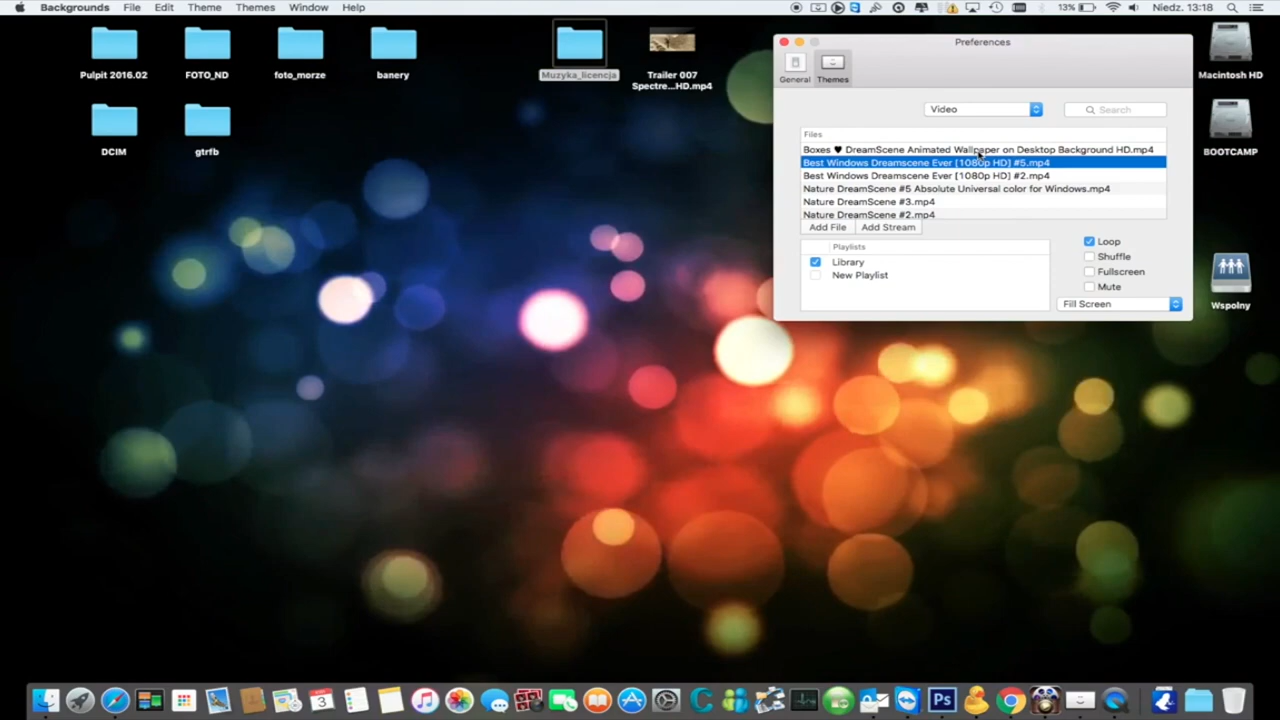 Backgrounds File Edit Theme Themes Window Help
13% Niedz. 13:18
Pulpit 2016.02
FOTO_ND
foto_morze
banery
Muzyka_licencja
Trailer 007
Spectre...HD.mp4
DCIM
gtrfb
Macintosh HD
BOOTCAMP
Wspolny
Preferences
General
Themes
Video
Search
Files
Boxes ♥ DreamScene Animated Wallpaper on Desktop Background HD.mp4
Best Windows Dreamscene Ever [1080p HD] #5.mp4
Best Windows Dreamscene Ever [1080p HD] #2.mp4
Nature DreamScene #5 Absolute Universal color for Windows.mp4
Nature DreamScene #3.mp4
Nature DreamScene #2.mp4
Add File
Add Stream
Playlists
Library
New Playlist
Loop
Shuffle
Fullscreen
Mute
Fill Screen
3
Ps